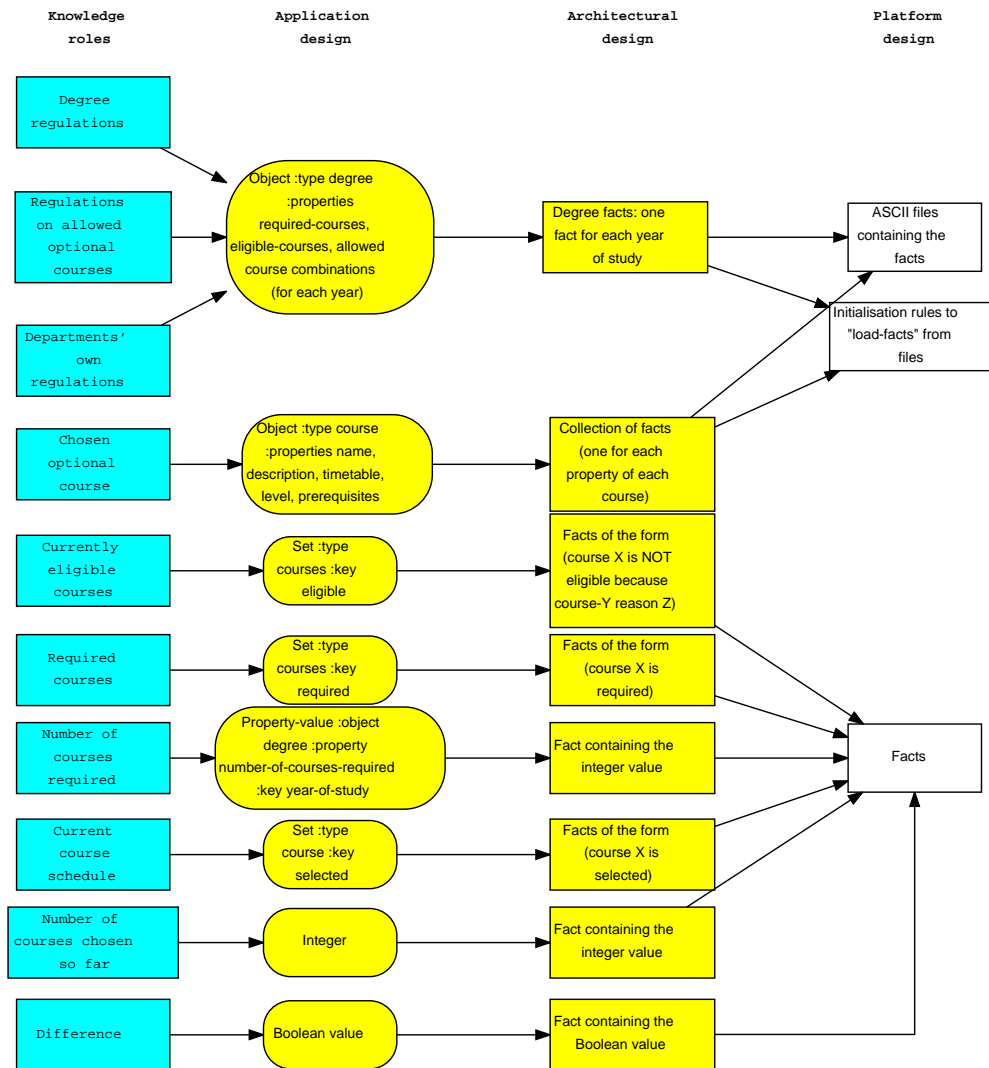 Knowledge
roles
Application
design
Architectural
design
Platform
design
Degree
regulations
Regulations
on allowed
optional
courses
Departments'
own
regulations
Object :type degree
:properties
required-courses,
eligible-courses, allowed
course combinations
(for each year)
Degree facts: one
fact for each year
of study
ASCII files
containing the
facts
Initialisation rules to
"load-facts" from
files
Chosen
optional
course
Object :type course
:properties name,
description, timetable,
level, prerequisites
Collection of facts
(one for each
property of each
course)
Currently
eligible
courses
Set :type
courses :key
eligible
Facts of the form
(course X is NOT
eligible because
course-Y reason Z)
Required
courses
Set :type
courses :key
required
Facts of the form
(course X is
required)
Number of
courses
required
Property-value :object
degree :property
number-of-courses-required
:key year-of-study
Fact containing the
integer value
Facts
Current
course
schedule
Set :type
course :key
selected
Facts of the form
(course X is
selected)
Number of
courses chosen
so far
Integer
Fact containing the
integer value
Difference
Boolean value
Fact containing the
Boolean value